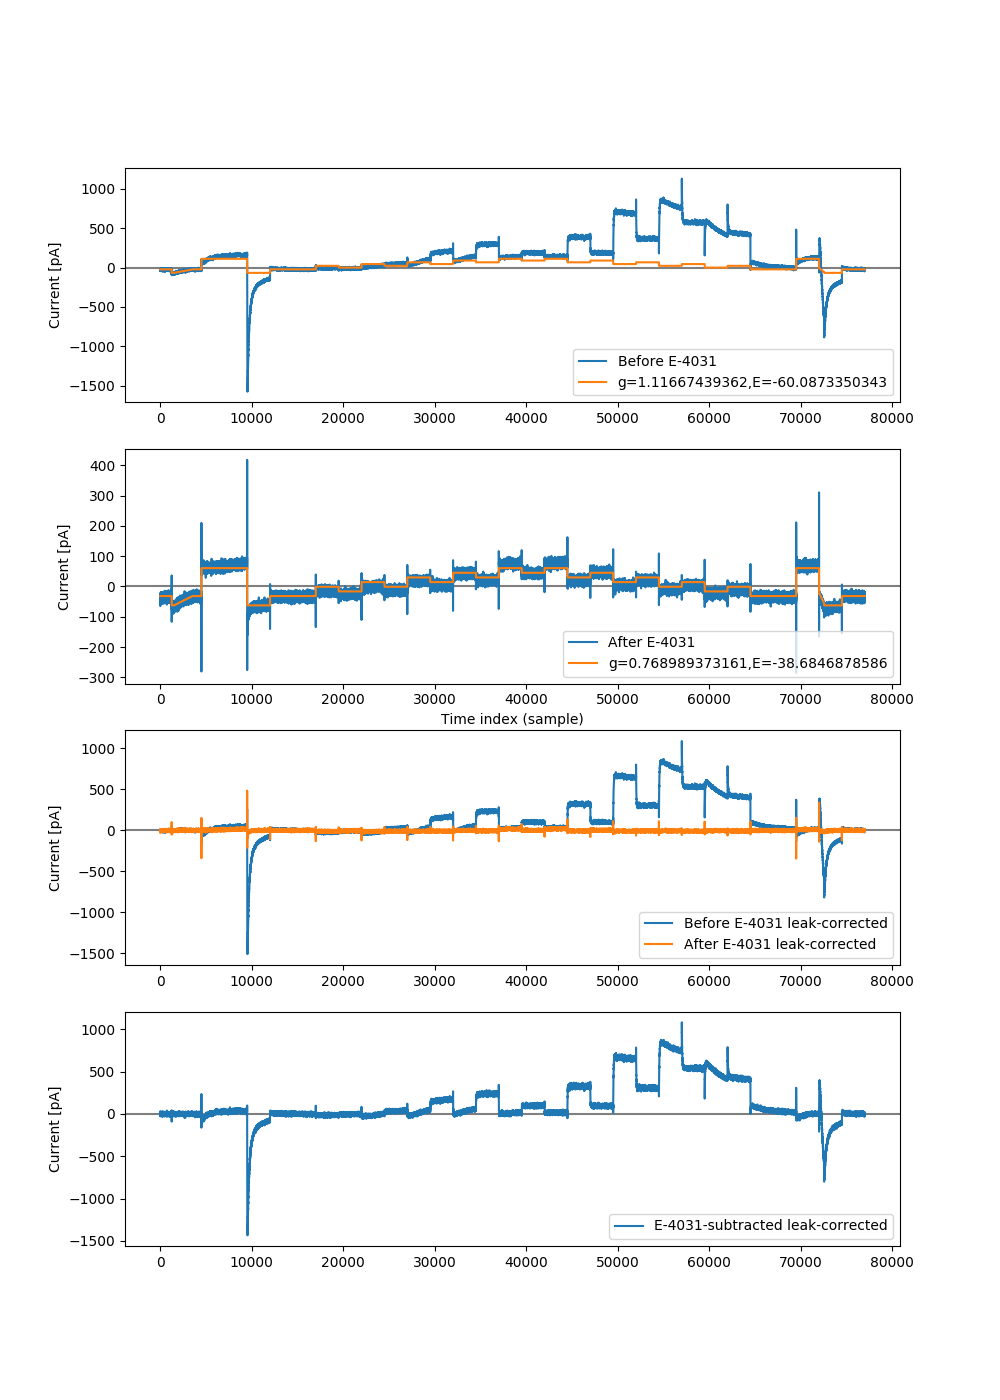 1000
500
0
−500
−1000
−1500
Current [pA]
Before E-4031
g=1.11667439362,E=-60.0873350343
0 10000 20000 30000 40000 50000 60000 70000 80000
400
300
200
100
0
−100
−200
−300
Current [pA]
After E-4031
g=0.768989373161,E=-38.6846878586
0 10000 20000 30000 40000 50000 60000 70000 80000
Time index (sample)
1000
500
0
−500
−1000
−1500
Current [pA]
Before E-4031 leak-corrected
After E-4031 leak-corrected
0 10000 20000 30000 40000 50000 60000 70000 80000
1000
500
0
−500
−1000
−1500
Current [pA]
E-4031-subtracted leak-corrected
0 10000 20000 30000 40000 50000 60000 70000 80000